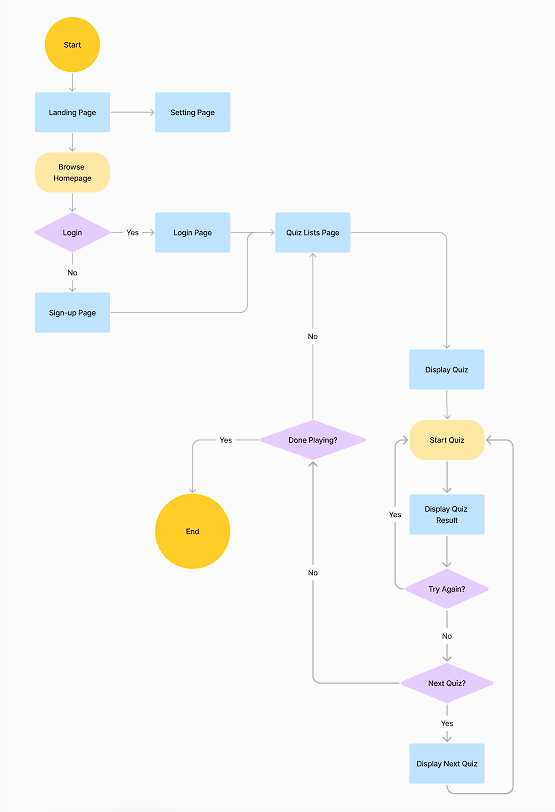 Start
Landing Page
Setting Page
Browse
Homepage
Login
Yes
Login Page
Quiz Lists Page
No
Sign-up Page
No
Display Quiz
Yes
Done Playing?
Start Quiz
Yes
Display Quiz
Result
End
No
Try Again?
No
Next Quiz?
Yes
Display Next Quiz